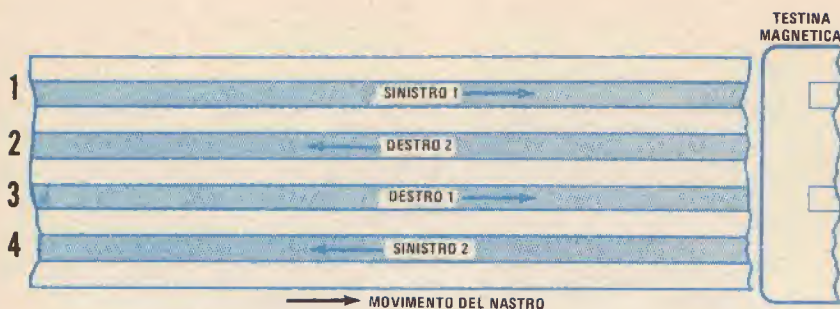 TESTINA
MAGNETICA
1 SINISTRO 1
2 DESTRO 2
3 DESTRO 1
4 SINISTRO 2
MOVIMENTO DEL NASTRO